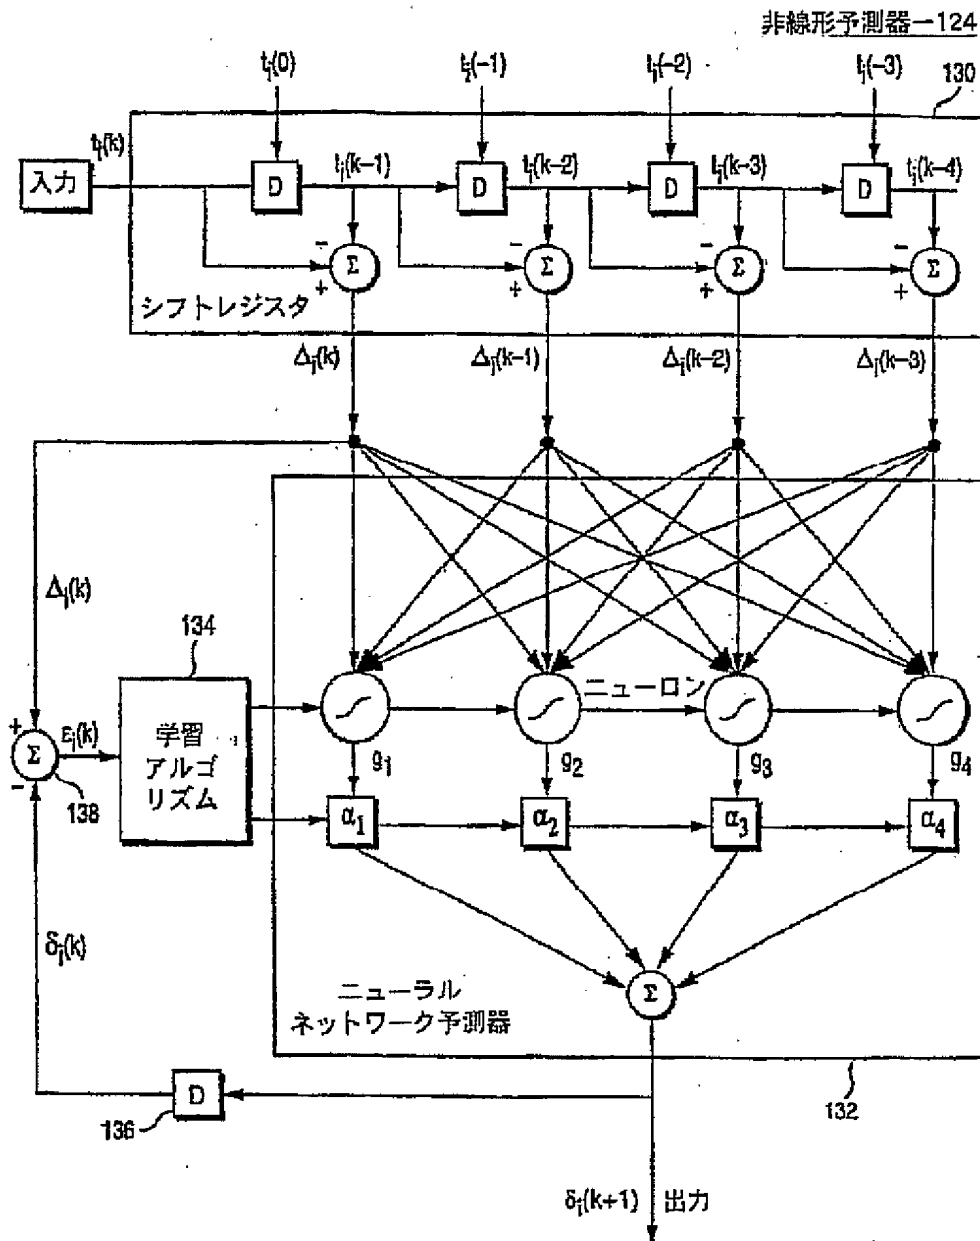 非線形予測器—124
tᵢ(0) tᵢ(-1) tᵢ(-2) tᵢ(-3) 130
tᵢ(k)
入力 D tᵢ(k-1) D tᵢ(k-2) D tᵢ(k-3) D tᵢ(k-4)
- - - -
Σ Σ Σ Σ
+ + + +
シフトレジスタ
Δᵢ(k) Δᵢ(k-1) Δᵢ(k-2) Δᵢ(k-3)
Δᵢ(k)
134
ニューロン
+ εᵢ(k)
Σ
-
138
学習
アルゴ
リズム
g₁ g₂ g₃ g₄
α₁ α₂ α₃ α₄
δᵢ(k)
Σ
ニューラル
ネットワーク予測器
D
136
132
δᵢ(k+1) 出力